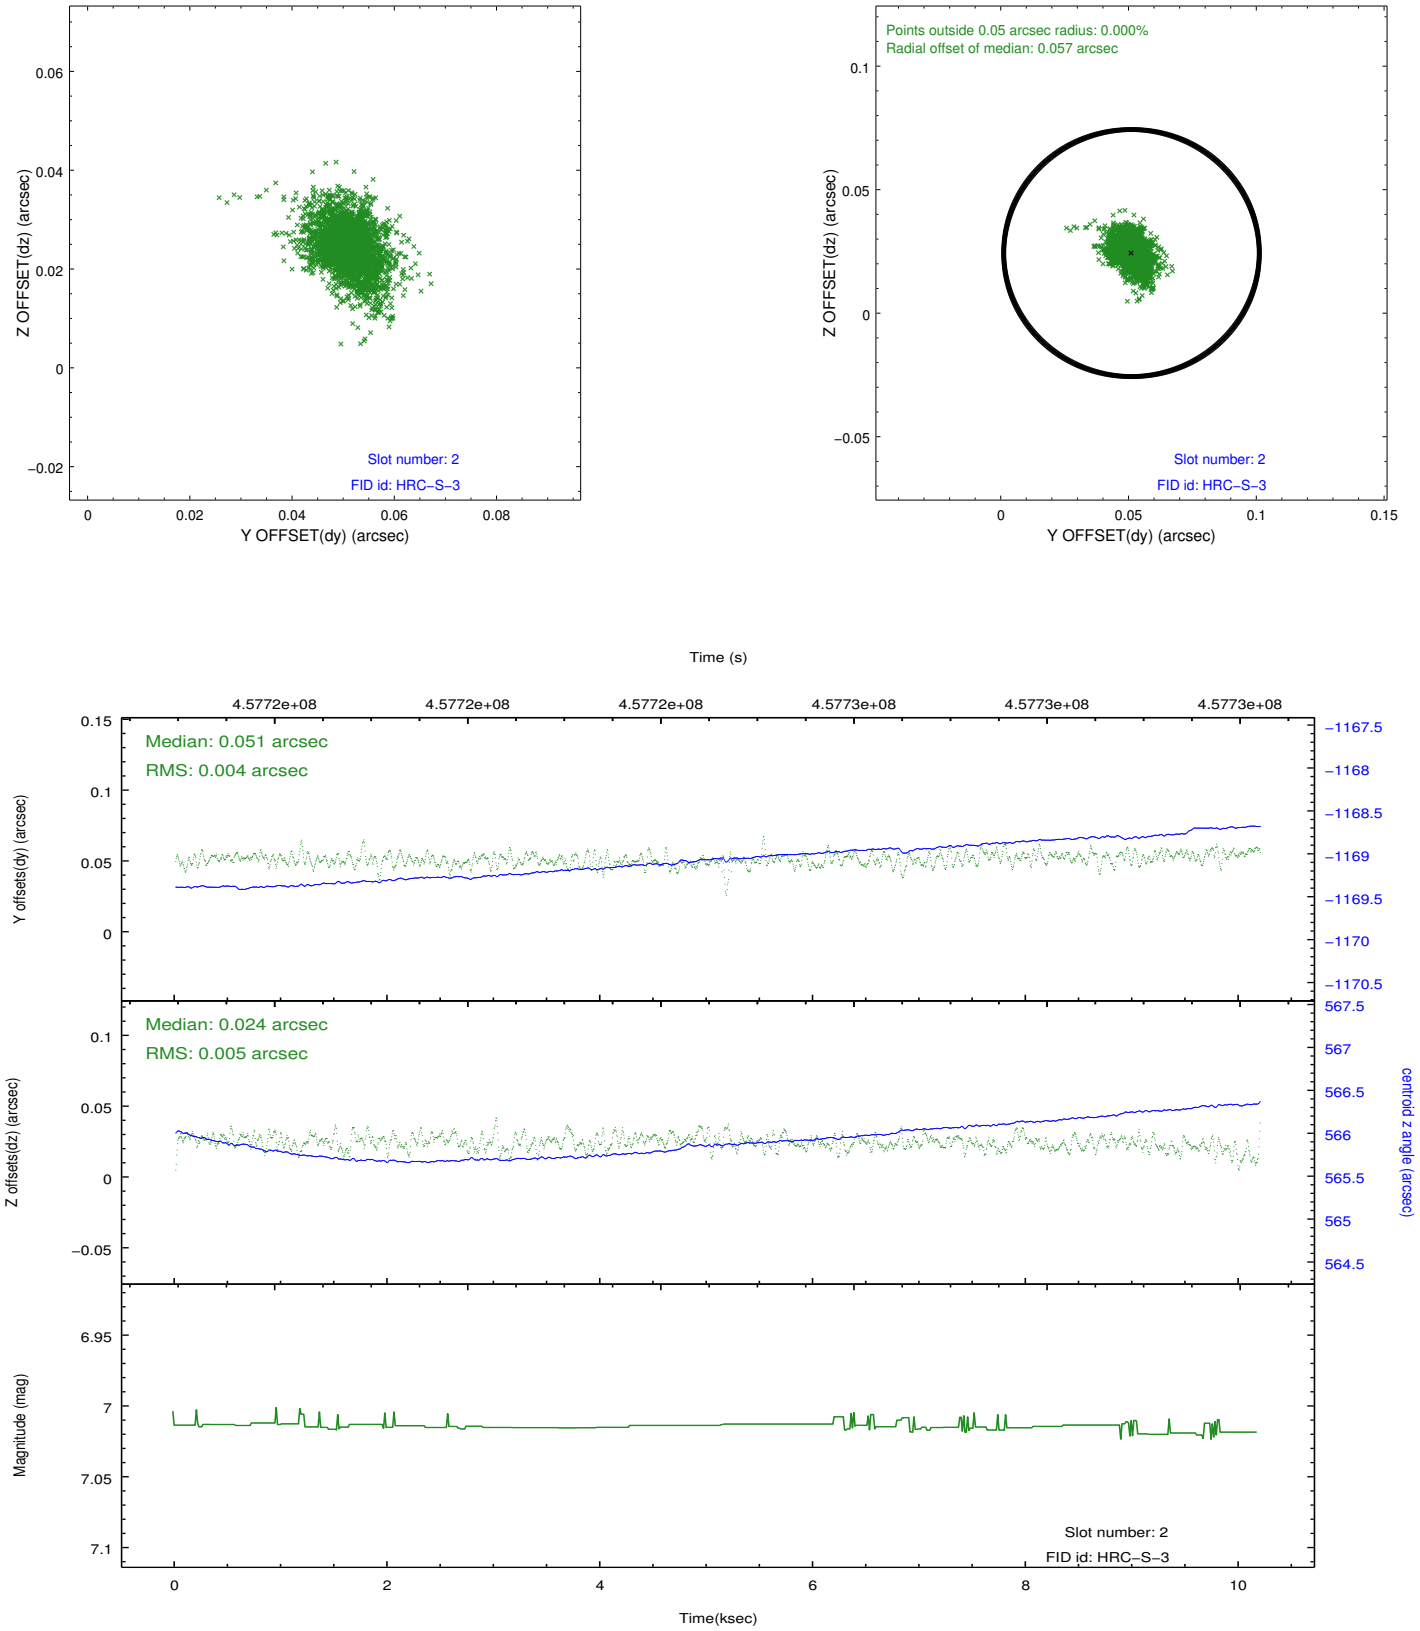 0.06
0.04
0.02
0
−0.02
Z OFFSET(dz) (arcsec)
Slot number: 2
FID id: HRC−S−3
0 0.02 0.04 0.06 0.08
Y OFFSET(dy) (arcsec)
Points outside 0.05 arcsec radius: 0.000%
Radial offset of median: 0.057 arcsec
0.1
0.05
0
−0.05
Z OFFSET(dz) (arcsec)
Slot number: 2
FID id: HRC−S−3
0 0.05 0.1 0.15
Y OFFSET(dy) (arcsec)
Time (s)
4.5772e+08 4.5772e+08 4.5772e+08 4.5773e+08 4.5773e+08 4.5773e+08
Median: 0.051 arcsec
RMS: 0.004 arcsec
0.15
0.1
0.05
0
Y offsets(dy) (arcsec)
−1167.5
−1168
−1168.5
−1169
−1169.5
−1170
−1170.5
Median: 0.024 arcsec
RMS: 0.005 arcsec
0.1
0.05
0
−0.05
Z offsets(dz) (arcsec)
567.5
567
566.5
566
565.5
565
564.5
centroid z angle (arcsec)
6.95
7
7.05
7.1
Magnitude (mag)
Slot number: 2
FID id: HRC−S−3
0 2 4 6 8 10
Time(ksec)